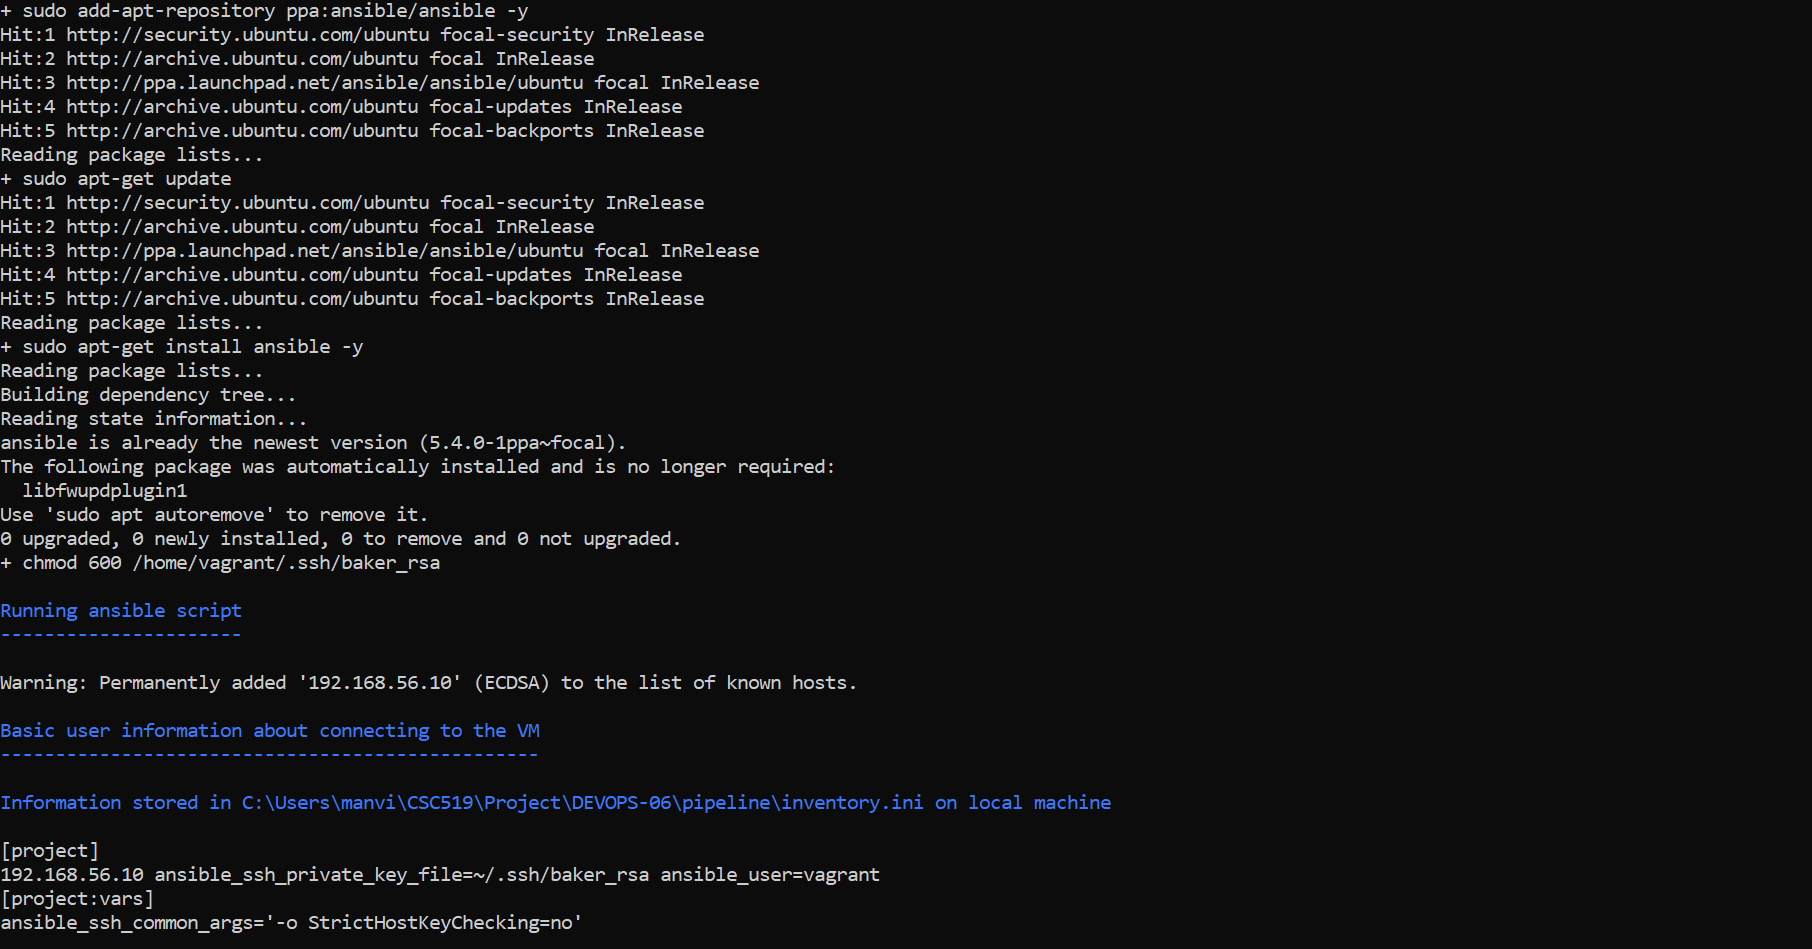 + sudo add-apt-repository ppa:ansible/ansible -y
Hit:1 http://security.ubuntu.com/ubuntu focal-security InRelease
Hit:2 http://archive.ubuntu.com/ubuntu focal InRelease
Hit:3 http://ppa.launchpad.net/ansible/ansible/ubuntu focal InRelease
Hit:4 http://archive.ubuntu.com/ubuntu focal-updates InRelease
Hit:5 http://archive.ubuntu.com/ubuntu focal-backports InRelease
Reading package lists...
+ sudo apt-get update
Hit:1 http://security.ubuntu.com/ubuntu focal-security InRelease
Hit:2 http://archive.ubuntu.com/ubuntu focal InRelease
Hit:3 http://ppa.launchpad.net/ansible/ansible/ubuntu focal InRelease
Hit:4 http://archive.ubuntu.com/ubuntu focal-updates InRelease
Hit:5 http://archive.ubuntu.com/ubuntu focal-backports InRelease
Reading package lists...
+ sudo apt-get install ansible -y
Reading package lists...
Building dependency tree...
Reading state information...
ansible is already the newest version (5.4.0-1ppa~focal).
The following package was automatically installed and is no longer required:
  libfwupdplugin1
Use 'sudo apt autoremove' to remove it.
0 upgraded, 0 newly installed, 0 to remove and 0 not upgraded.
+ chmod 600 /home/vagrant/.ssh/baker_rsa
Running ansible script
----------------------
Warning: Permanently added '192.168.56.10' (ECDSA) to the list of known hosts.
Basic user information about connecting to the VM
-------------------------------------------------
Information stored in C:\Users\manvi\CSC519\Project\DEVOPS-06\pipeline\inventory.ini on local machine
[project]
192.168.56.10 ansible_ssh_private_key_file=~/.ssh/baker_rsa ansible_user=vagrant
[project:vars]
ansible_ssh_common_args='-o StrictHostKeyChecking=no'